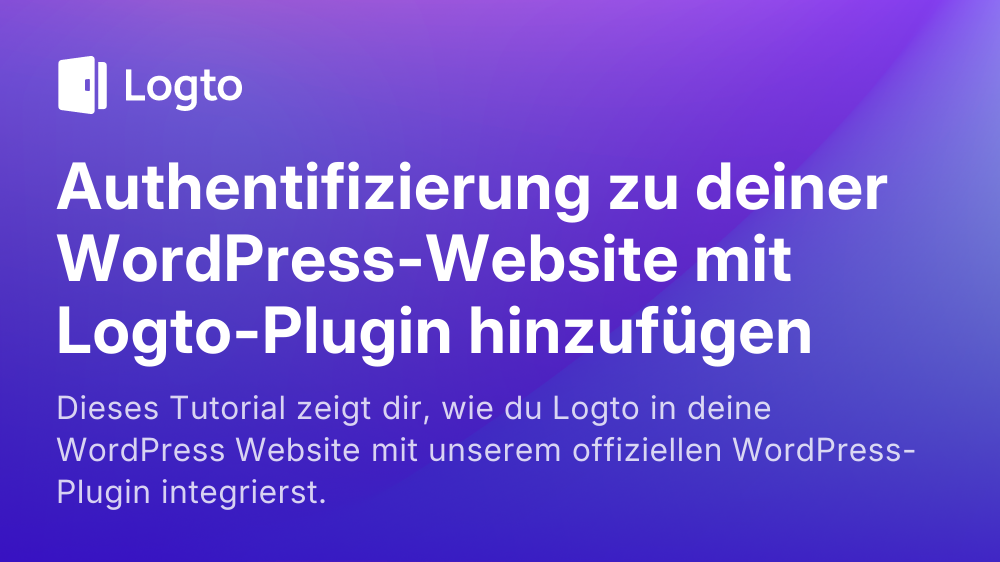 Logto
Authentifizierung zu deiner
WordPress-Website mit
Logto-Plugin hinzufügen
Dieses Tutorial zeigt dir, wie du Logto in deine
WordPress Website mit unserem offiziellen WordPress-
Plugin integrierst.